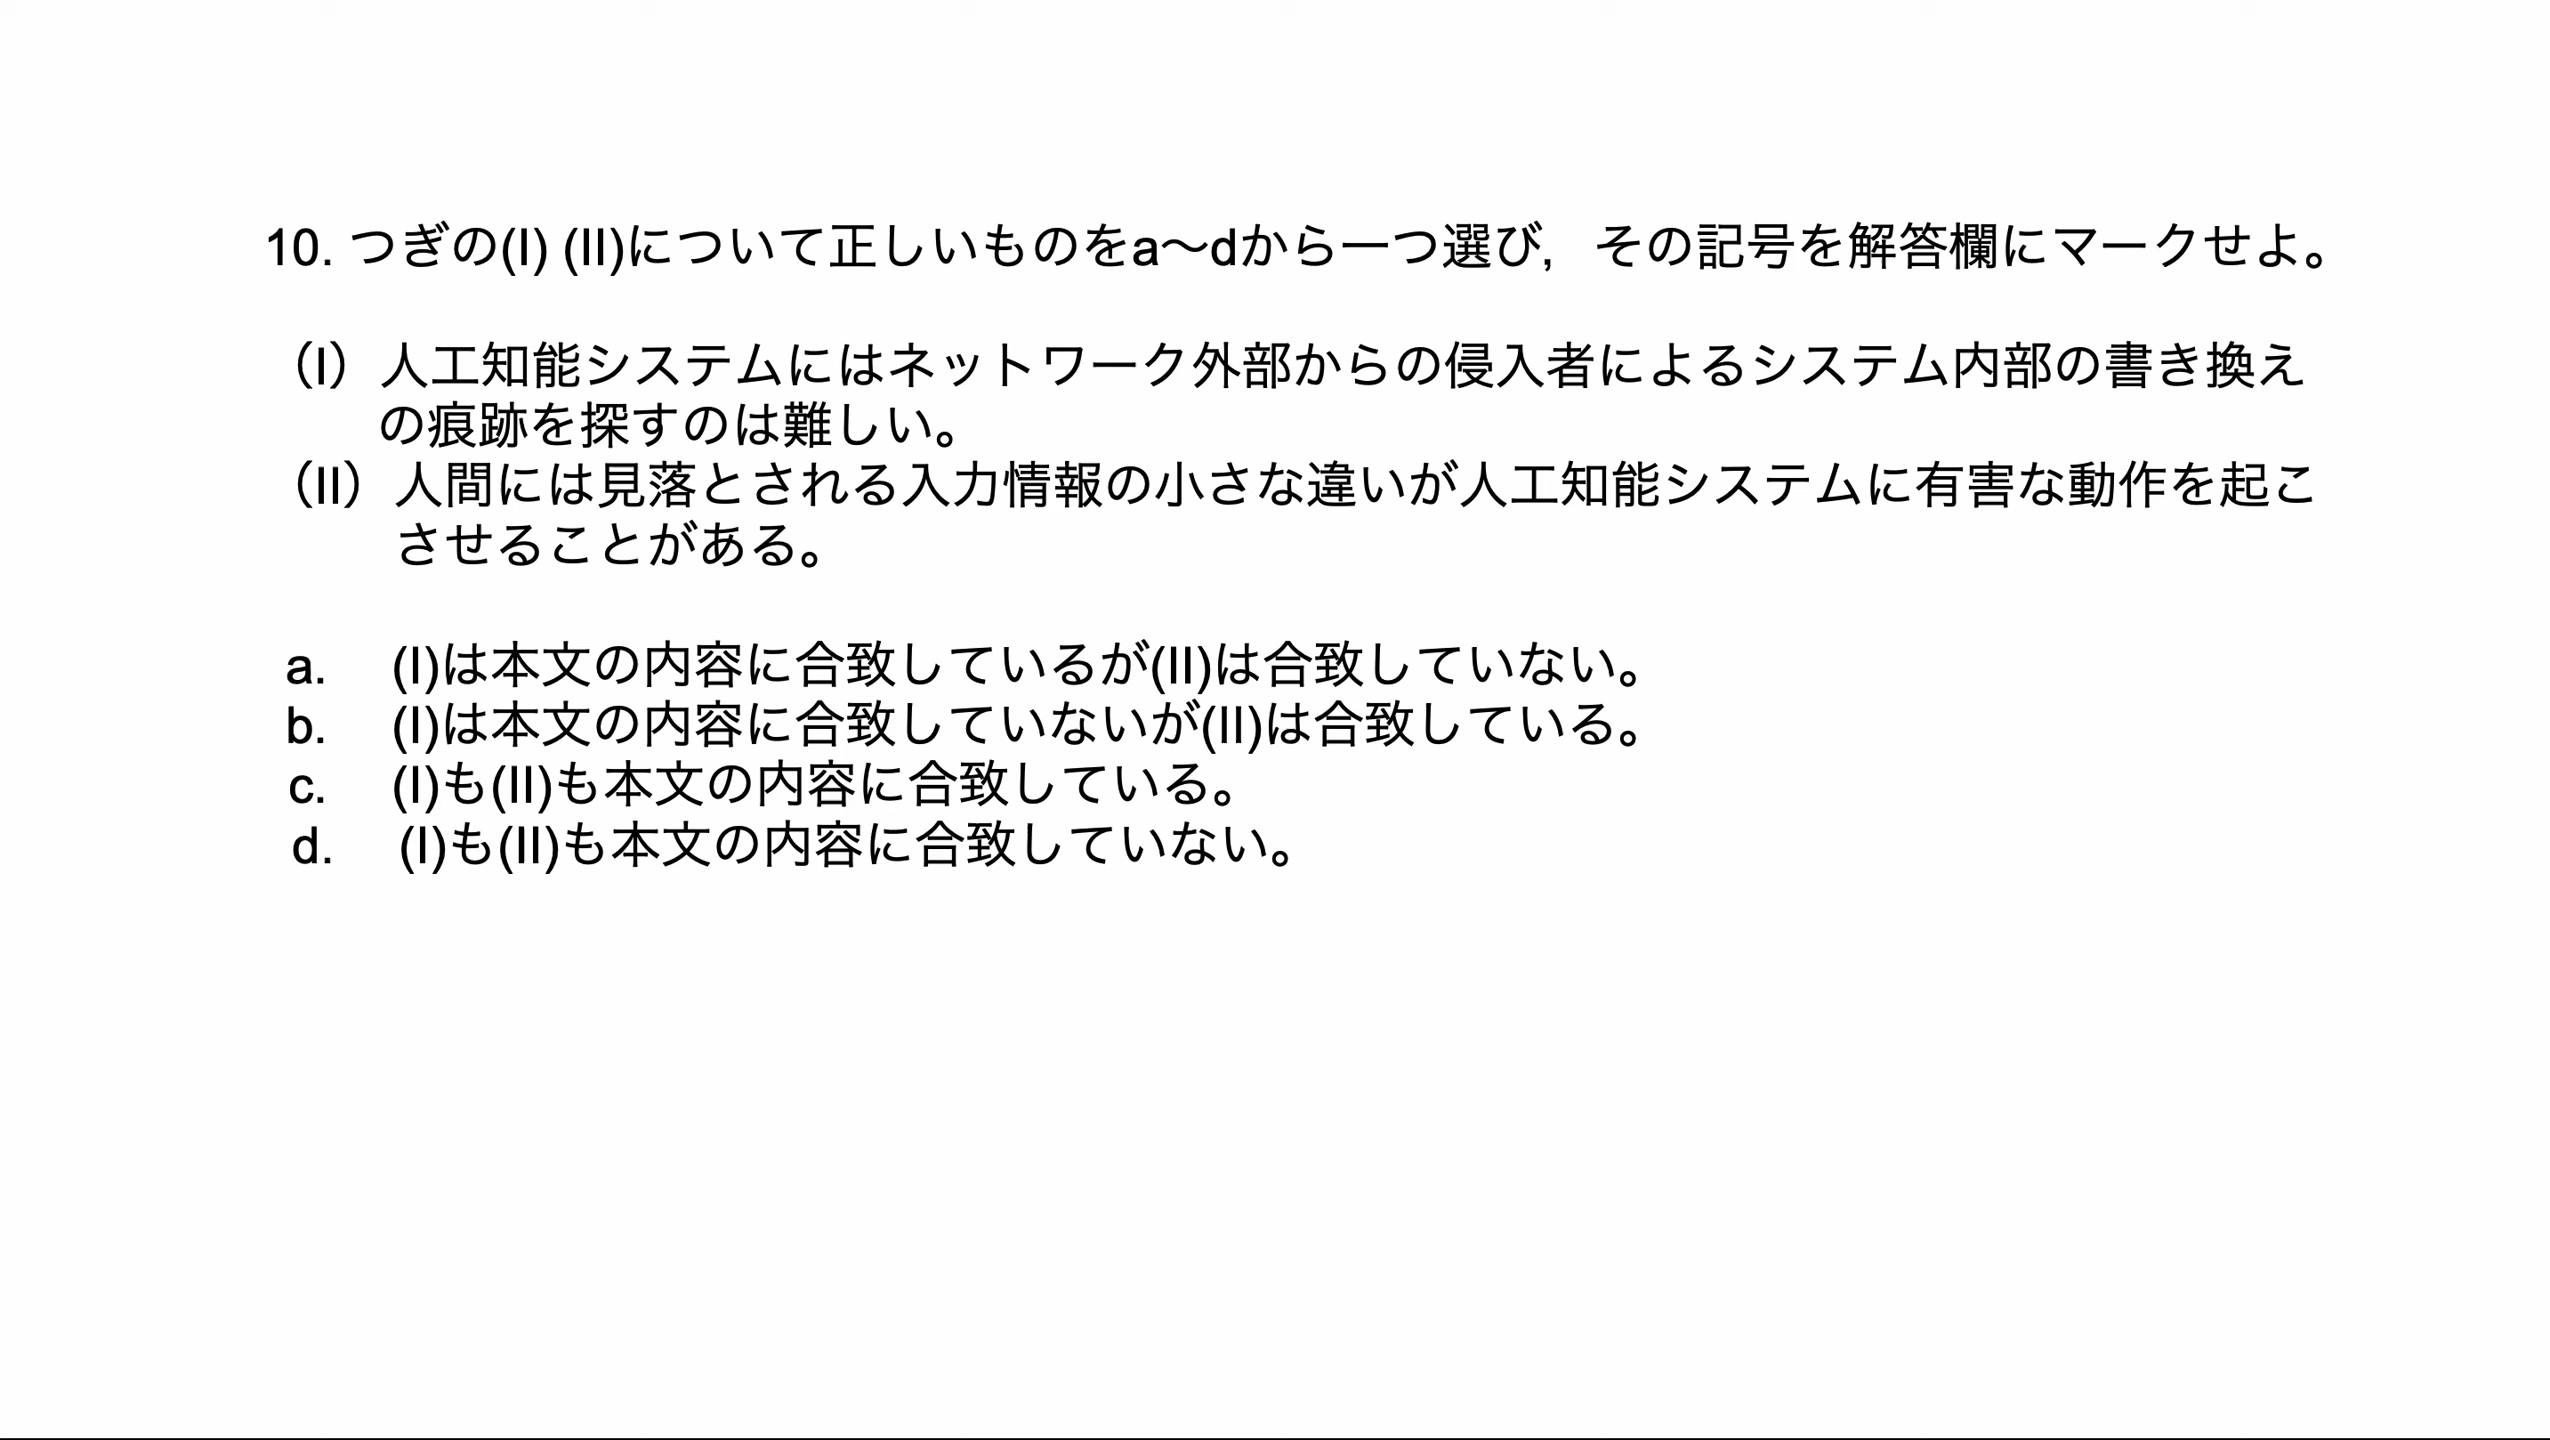 10. つぎの(I) (II)について正しいものをa〜dから一つ選び，その記号を解答欄にマークせよ。
（I）人工知能システムにはネットワーク外部からの侵入者によるシステム内部の書き換え
の痕跡を探すのは難しい。
（II）人間には見落とされる入力情報の小さな違いが人工知能システムに有害な動作を起こ
させることがある。
a. (I)は本文の内容に合致しているが(II)は合致していない。
b. (I)は本文の内容に合致していないが(II)は合致している。
c. (I)も(II)も本文の内容に合致している。
d. (I)も(II)も本文の内容に合致していない。